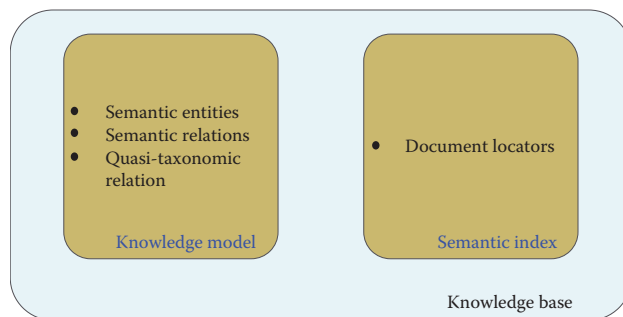 • Semantic entities
• Semantic relations
• Quasi-taxonomic
relation
Knowledge model
• Document locators
Semantic index
Knowledge base